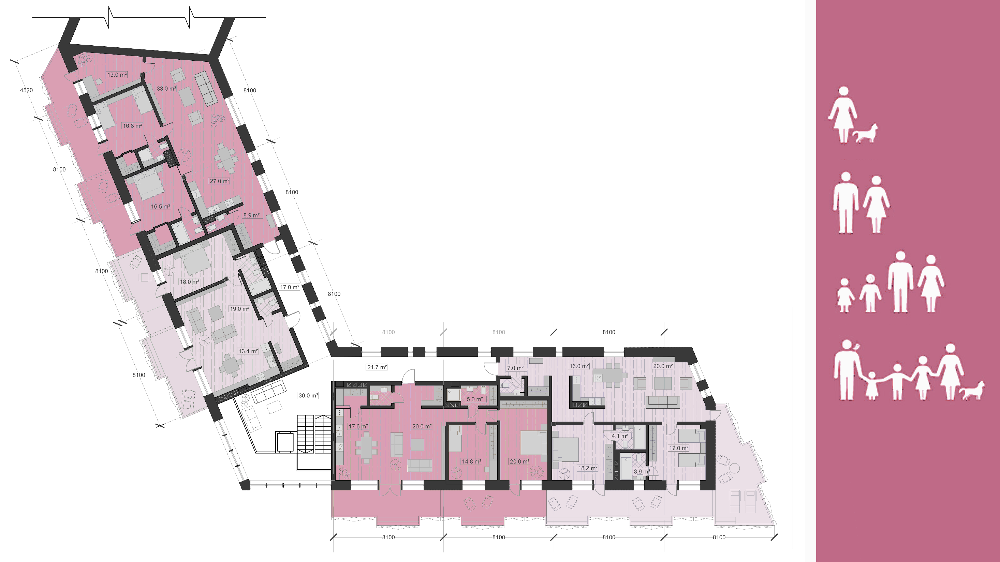 4520
13.0 m²
33.0 m²
8100
16.8 m²
8100
27.0 m²
8100
16.5 m²
8.9 m²
8100
18.0 m²
17.0 m²
8100
19.0 m²
13.4 m²
8100
30.0 m²
8100
8100
8100
21.7 m²
7.0 m²
16.0 m²
20.0 m²
5.0 m²
17.6 m²
20.0 m²
14.8 m²
20.0 m²
4.1 m²
17.0 m²
18.2 m²
3.9 m²
8100
8100
8100
8100